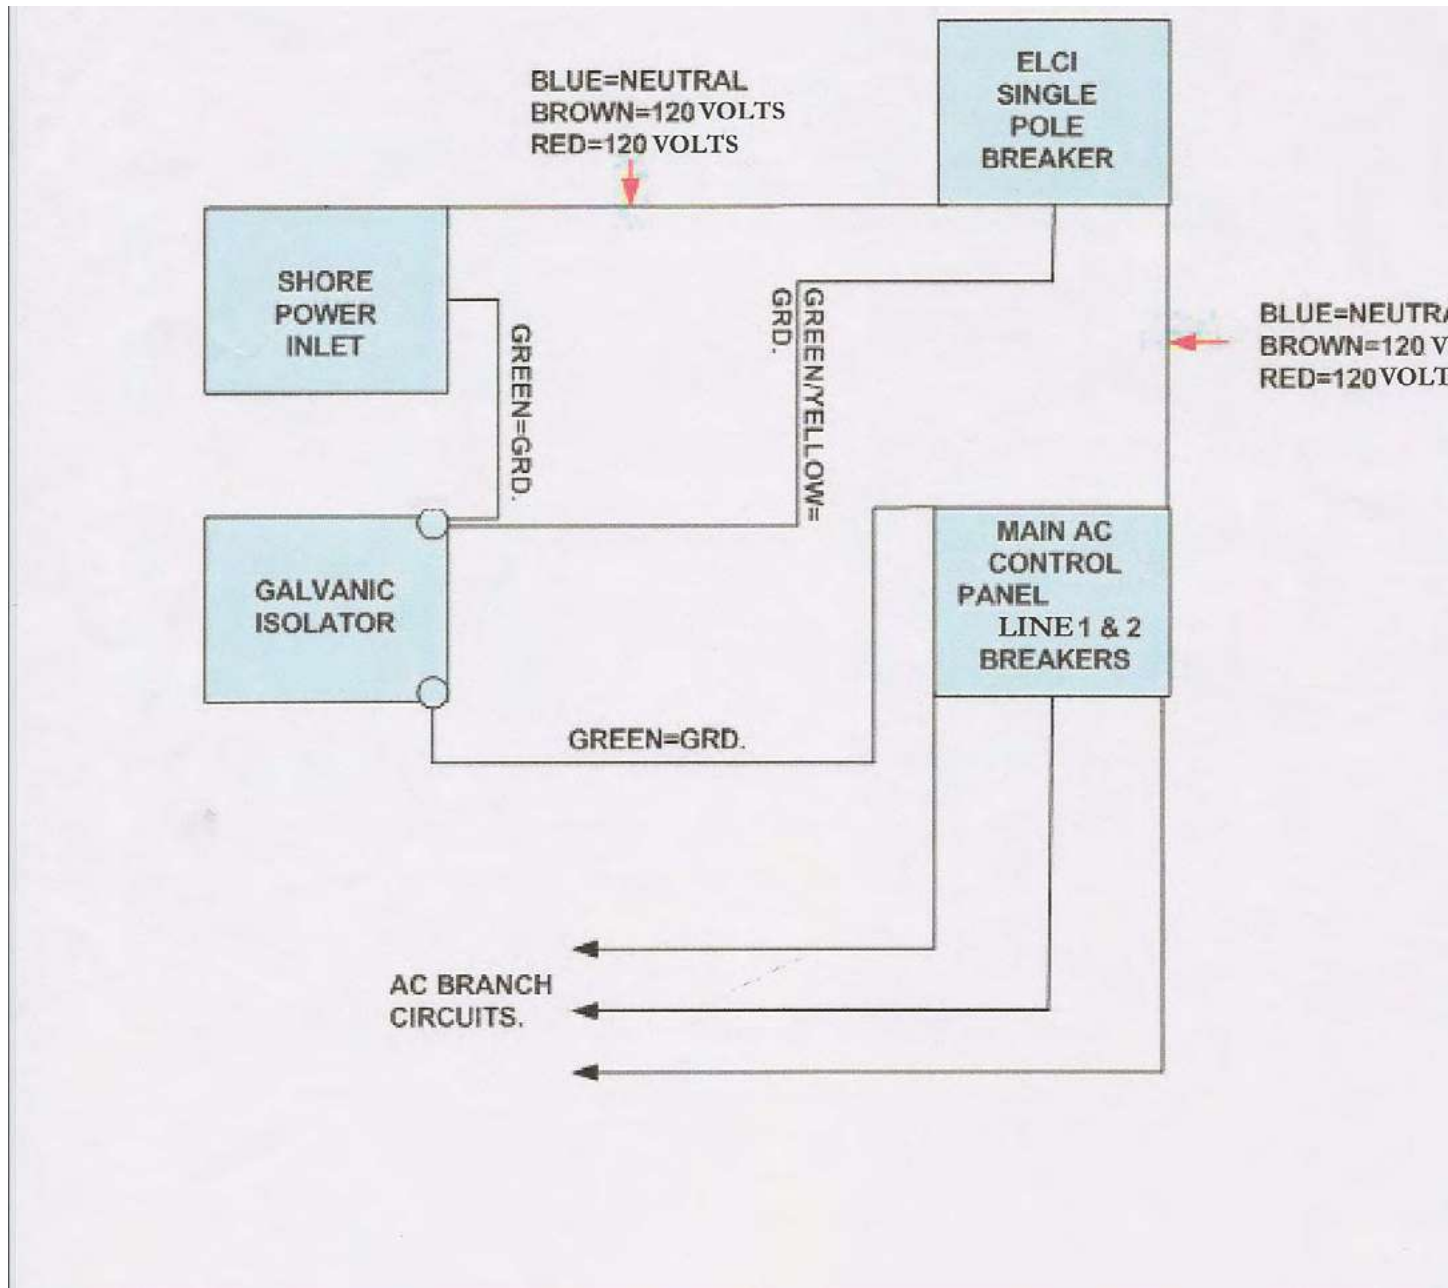 BLUE=NEUTRAL
BROWN=120 VOLTS
RED=120 VOLTS
ELCI
SINGLE
POLE
BREAKER
SHORE
POWER
INLET
GREEN=GRD.
GREEN/YELLOW=
GRD.
BLUE=NEUTRA
BROWN=120 V
RED=120 VOLT
GALVANIC
ISOLATOR
MAIN AC
CONTROL
PANEL
LINE 1 & 2
BREAKERS
GREEN=GRD.
AC BRANCH
CIRCUITS.